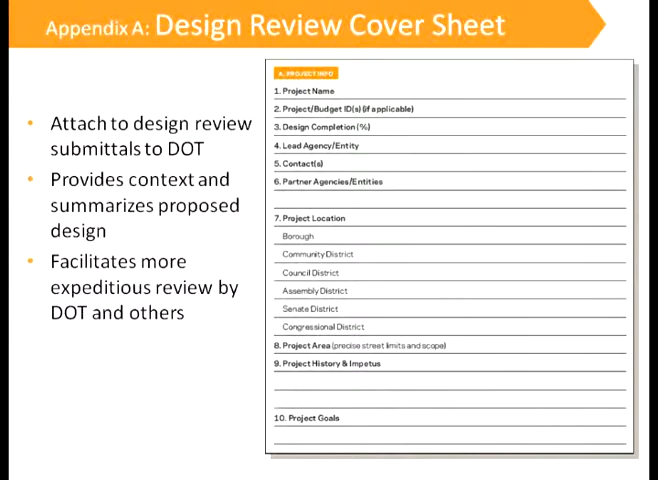 Appendix A: Design Review Cover Sheet
• Attach to design review
submittals to DOT
• Provides context and
summarizes proposed
design
• Facilitates more
expeditious review by
DOT and others
A. PROJECT INFO
1. Project Name
2. Project/Budget ID(s) (if applicable)
3. Design Completion (%)
4. Lead Agency/Entity
5. Contact(s)
6. Partner Agencies/Entities
7. Project Location
Borough
Community District
Council District
Assembly District
Senate District
Congressional District
8. Project Area (precise street limits and scope)
9. Project History & Impetus
10. Project Goals